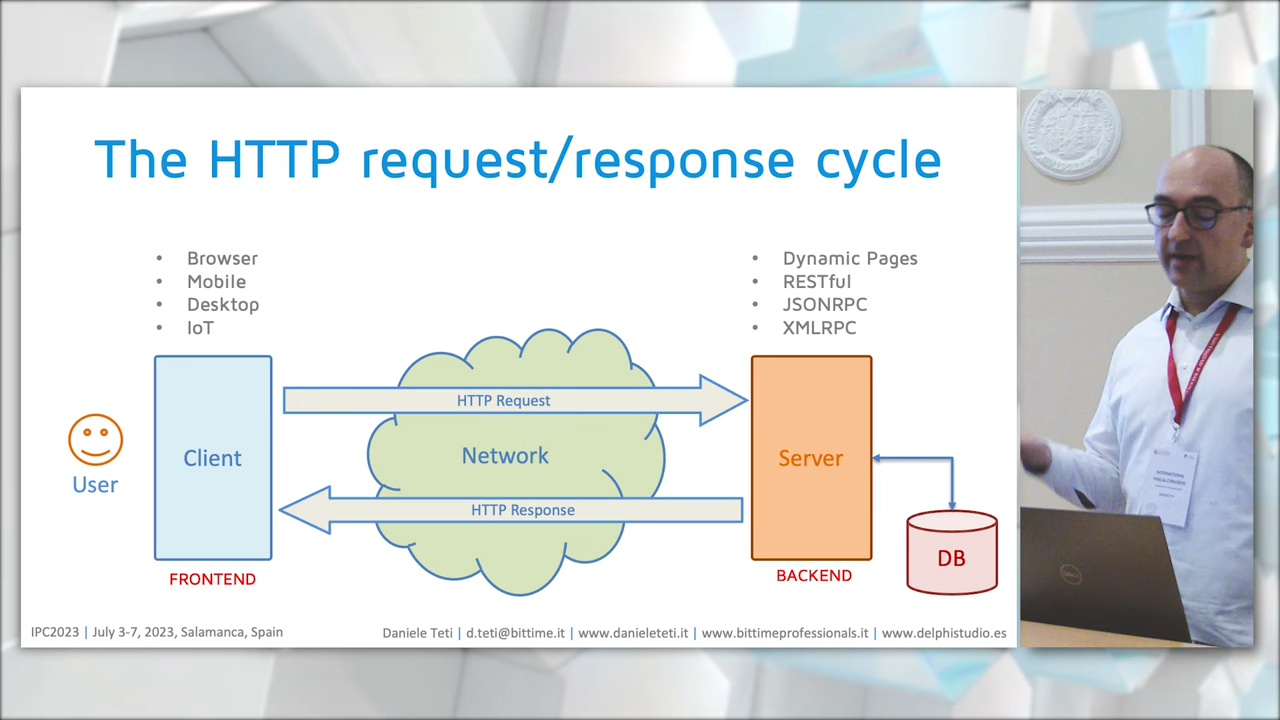 The HTTP request/response cycle
• Browser
• Mobile
• Desktop
• IoT
• Dynamic Pages
• RESTful
• JSONRPC
• XMLRPC
HTTP Request
User
Client
Network
Server
HTTP Response
DB
FRONTEND
BACKEND
IPC2023 | July 3-7, 2023, Salamanca, Spain
Daniele Teti | d.teti@bittime.it | www.danieleteti.it | www.bittimeprofessionals.it | www.delphistudio.es
INTERNATIONAL
DELL